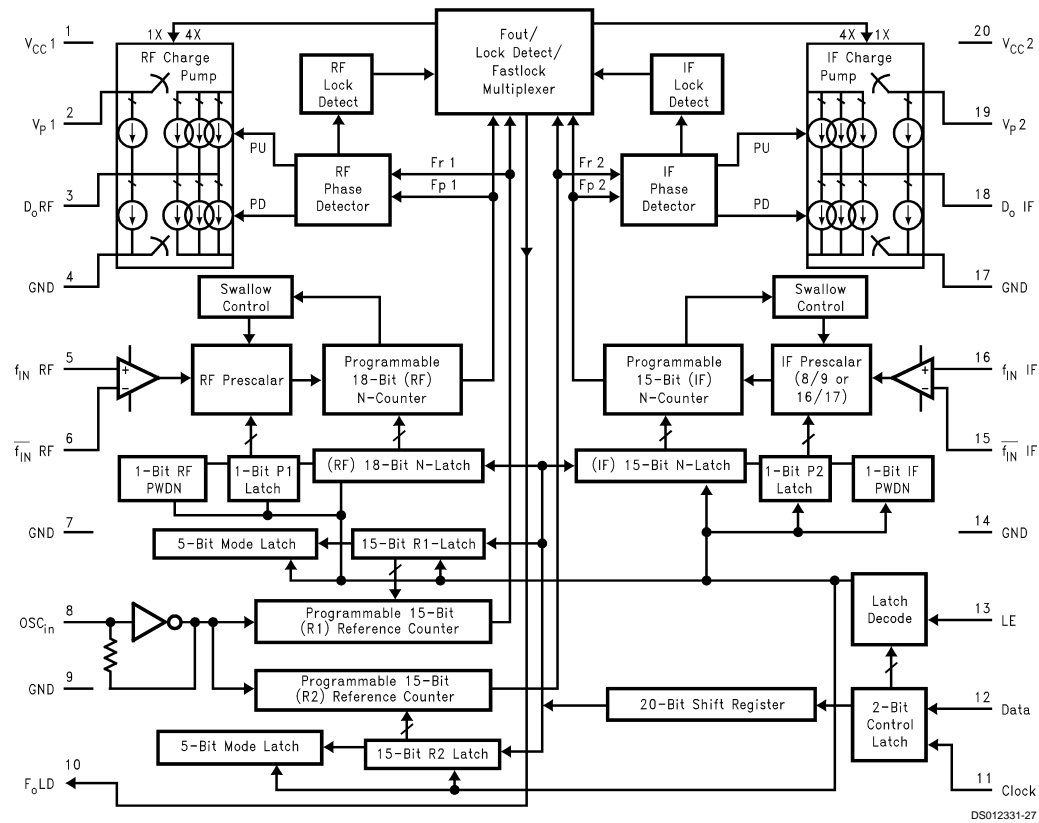 1
V_CC 1
1X 4X
RF Charge
Pump
2
V_P 1
PU
3
D_o RF
PD
4
GND
RF
Lock
Detect
RF
Phase
Detector
Fout/
Lock Detect/
Fastlock
Multiplexer
Fr 1
Fp 1
Fr 2
Fp 2
IF
Lock
Detect
IF
Phase
Detector
PU
PD
4X 1X
IF Charge
Pump
20
V_CC 2
19
V_P 2
18
D_o IF
17
GND
Swallow
Control
5
f_IN RF
+
−
6
f̅_IN RF
RF Prescalar
Programmable
18-Bit (RF)
N-Counter
Programmable
15-Bit (IF)
N-Counter
Swallow
Control
IF Prescalar
(8/9 or
16/17)
+
−
16
f_IN IF
15
f̅_IN IF
1-Bit RF
PWDN
1-Bit P1
Latch
(RF) 18-Bit N-Latch
(IF) 15-Bit N-Latch
1-Bit P2
Latch
1-Bit IF
PWDN
7
GND
14
GND
5-Bit Mode Latch
15-Bit R1-Latch
8
OSC_in
Programmable 15-Bit
(R1) Reference Counter
Latch
Decode
13
LE
9
GND
Programmable 15-Bit
(R2) Reference Counter
20-Bit Shift Register
2-Bit
Control
Latch
12
Data
5-Bit Mode Latch
15-Bit R2 Latch
10
F_oLD
11
Clock
DS012331-27